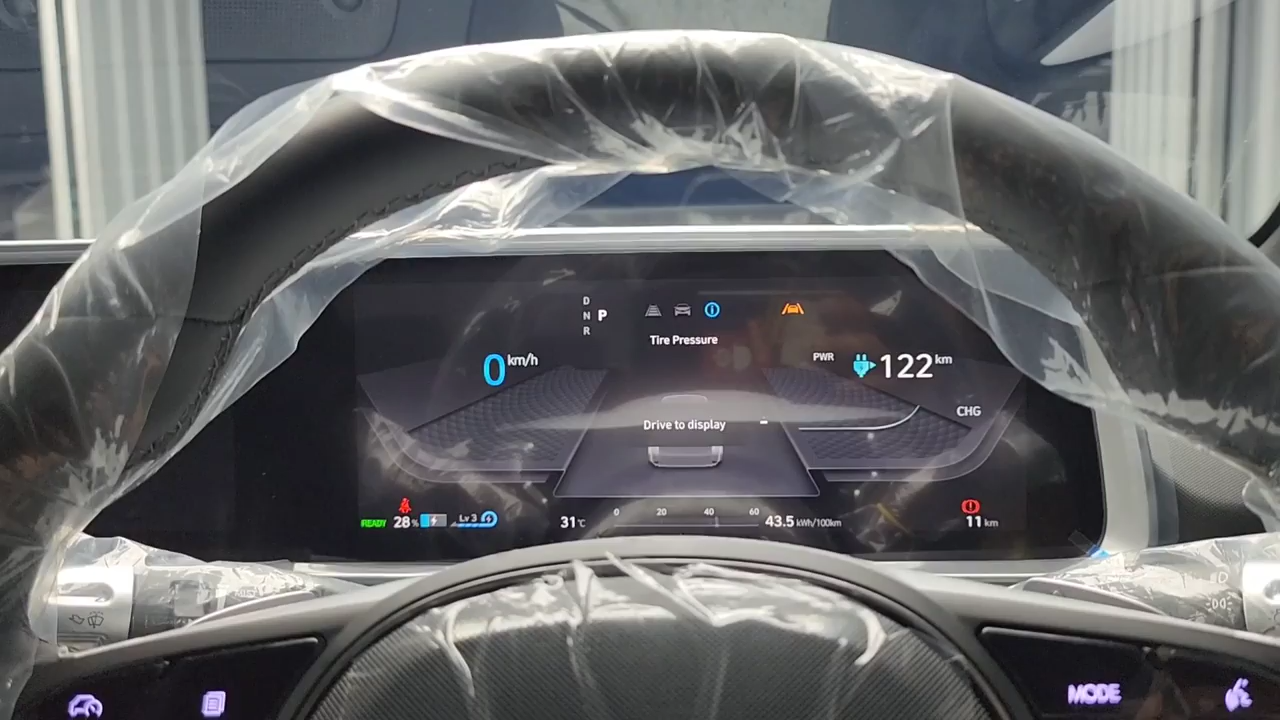 D
N P
R
Tire Pressure
0 km/h
PWR
122 km
CHG
Drive to display
-
READY 28% Lv 3
31°C
0 20 40 60
43.5 kWh/100km
11 km
MODE